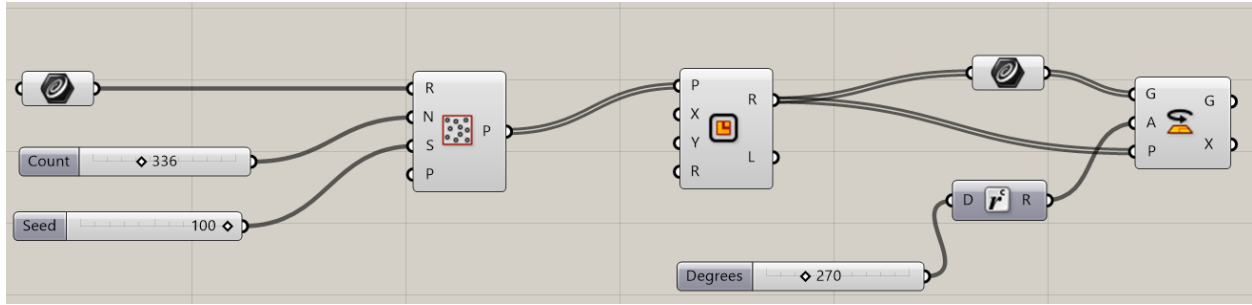 R
N
S
P
P
Count
336
Seed
100
P
X
Y
R
R
L
Degrees
270
D
r c
R
G
A
P
G
X